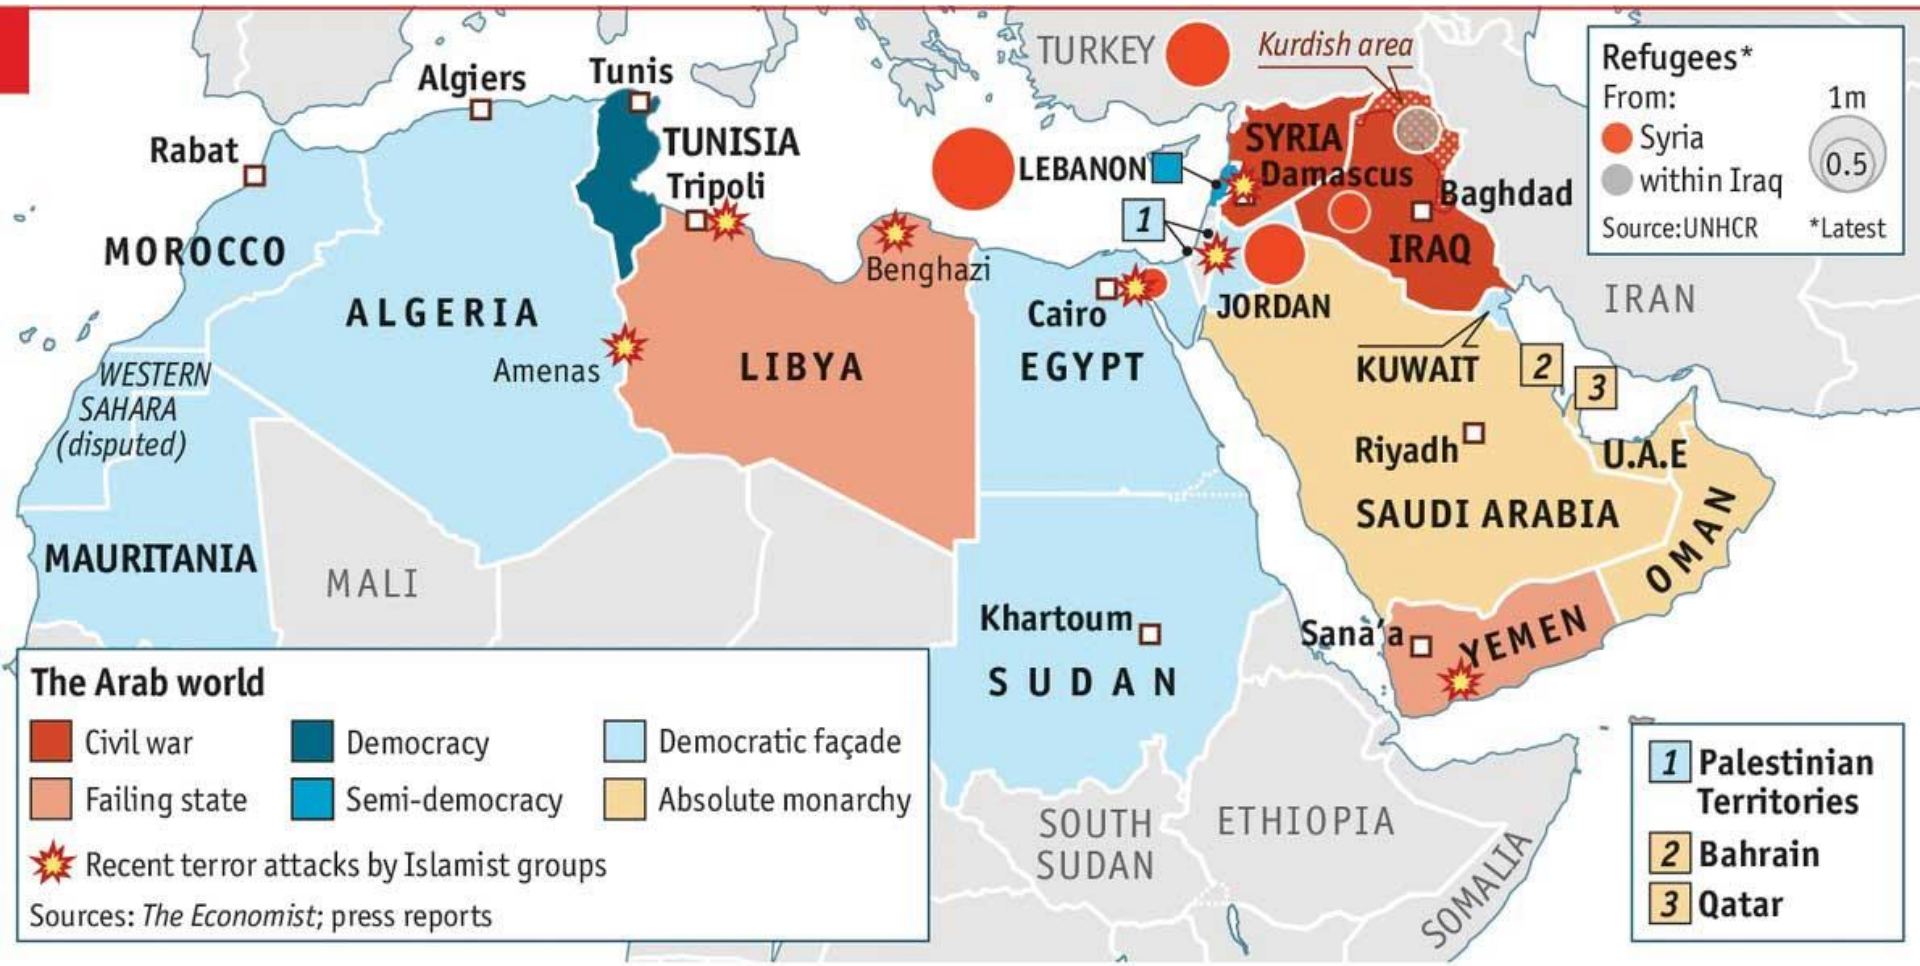 TURKEY
Kurdish area
Algiers
Tunis
Rabat
TUNISIA
Tripoli
SYRIA
LEBANON
Damascus
Baghdad
1
IRAQ
MOROCCO
Benghazi
Cairo
JORDAN
IRAN
ALGERIA
Amenas
LIBYA
EGYPT
KUWAIT
2
3
WESTERN
SAHARA
(disputed)
Riyadh
U.A.E
SAUDI ARABIA
OMAN
MAURITANIA
MALI
Khartoum
SUDAN
Sana'a
YEMEN
SOUTH
SUDAN
ETHIOPIA
SOMALIA
Refugees*
From:
1m
Syria
0.5
within Iraq
Source:UNHCR
*Latest
The Arab world
Civil war
Democracy
Democratic façade
Failing state
Semi-democracy
Absolute monarchy
Recent terror attacks by Islamist groups
Sources: The Economist; press reports
1 Palestinian
Territories
2 Bahrain
3 Qatar